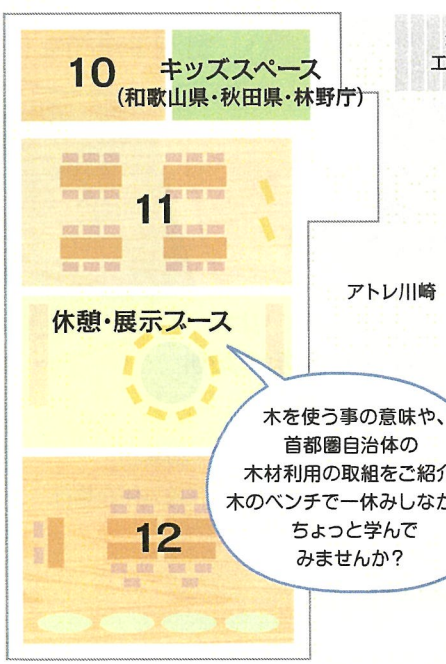 10 キッズスペース
(和歌山県・秋田県・林野庁)
エ
11
アトレ川崎
休憩・展示ブース
木を使う事の意味や、
首都圏自治体の
木材利用の取組をご紹介
木のベンチで一休みしなが
ちょっと学んで
みませんか?
12